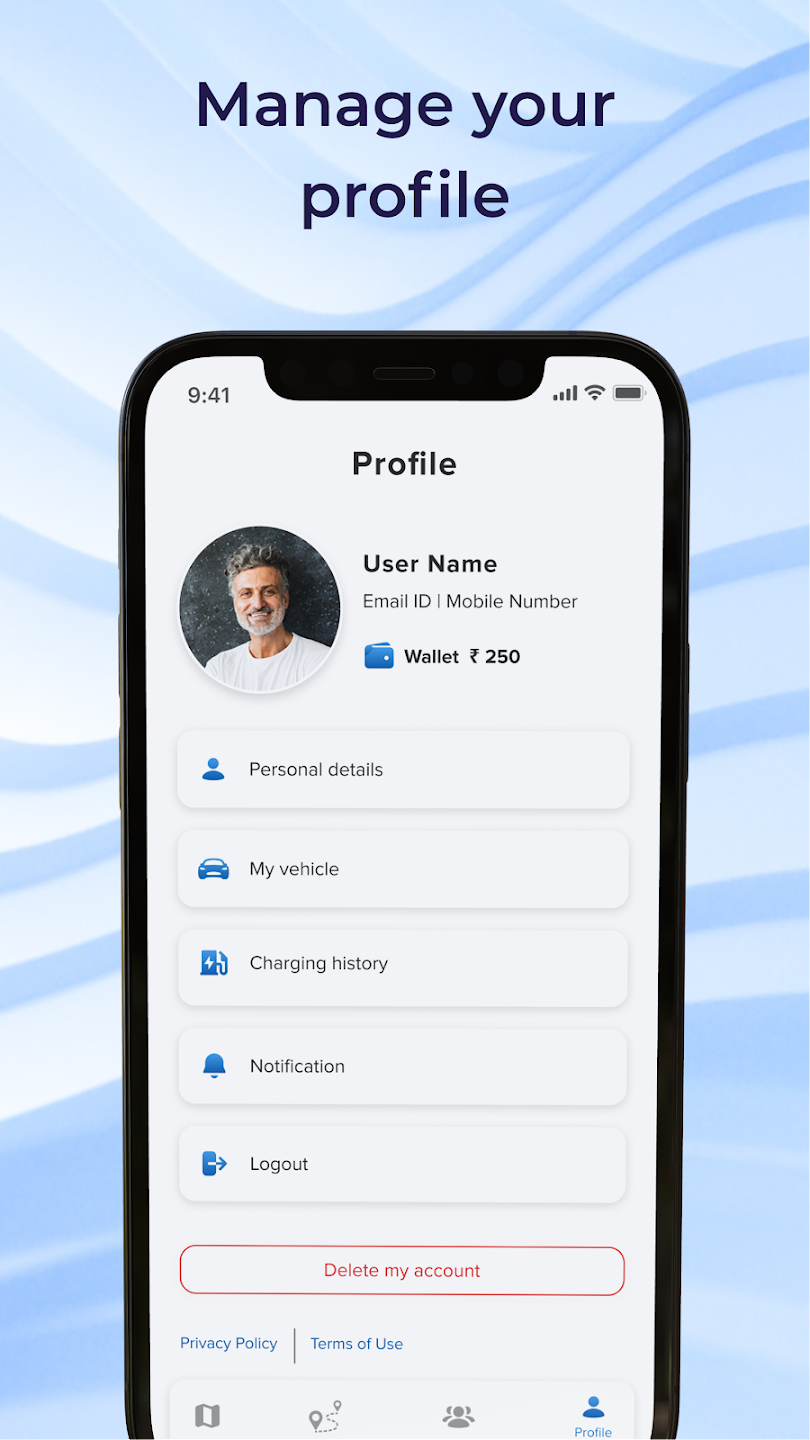 Manage your
profile
9:41
Profile
User Name
Email ID | Mobile Number
Wallet ₹ 250
Personal details
My vehicle
Charging history
Notification
Logout
Delete my account
Privacy Policy | Terms of Use
Profile